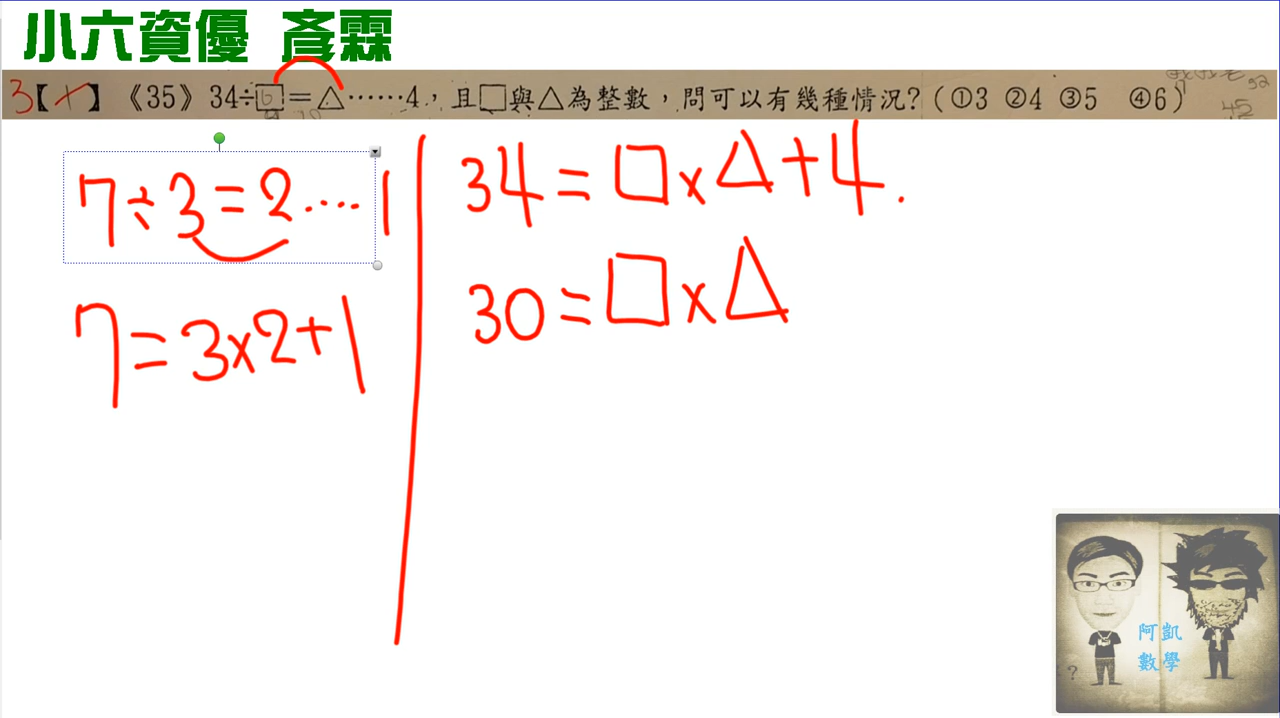 小六資優 彥霖
3【×】《35》34÷□=△……4,且□與△為整數,問可以有幾種情況?(①3 ②4 ③5 ④6)
7÷3=2....1
7=3×2+1
34=□×△+4.
30=□×△
阿凱
數學
?